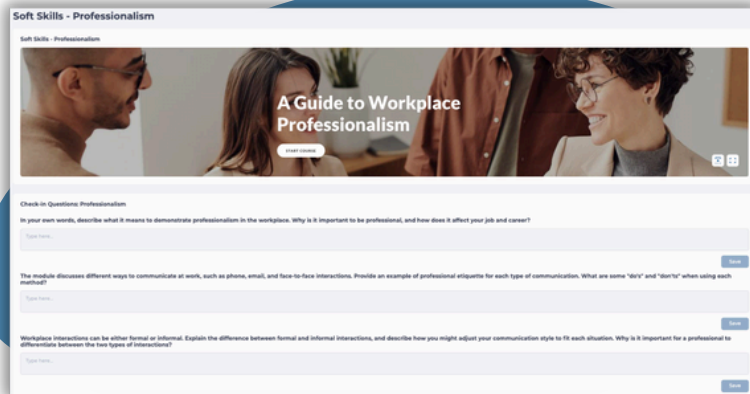 Soft Skills - Professionalism
Soft Skills - Professionalism
A Guide to Workplace
Professionalism
START COURSE
Check-in Questions: Professionalism
In your own words, describe what it means to demonstrate professionalism in the workplace. Why is it important to be professional, and how does it affect your job and career?
Type here...
Save
The module discusses different ways to communicate at work, such as phone, email, and face-to-face interactions. Provide an example of professional etiquette for each type of communication. What are some "do's" and "don'ts" when using each
method?
Type here...
Save
Workplace interactions can be either formal or informal. Explain the difference between formal and informal interactions, and describe how you might adjust your communication style to fit each situation. Why is it important for a professional to
differentiate between the two types of interactions?
Type here...
Save